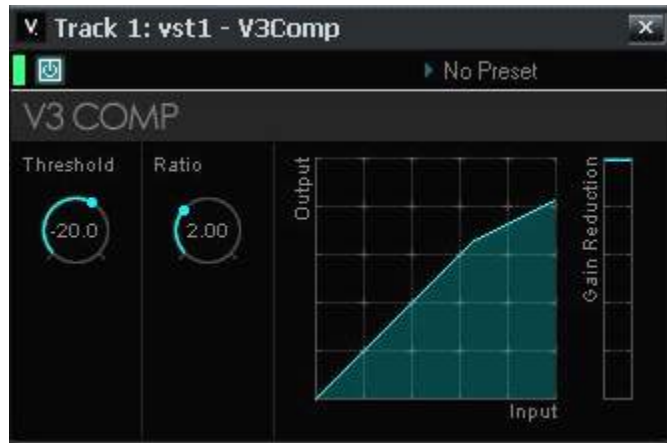 V. Track 1: vst1 - V3Comp
No Preset
V3 COMP
Threshold
Ratio
-20.0
2.00
Output
Input
Gain Reduction